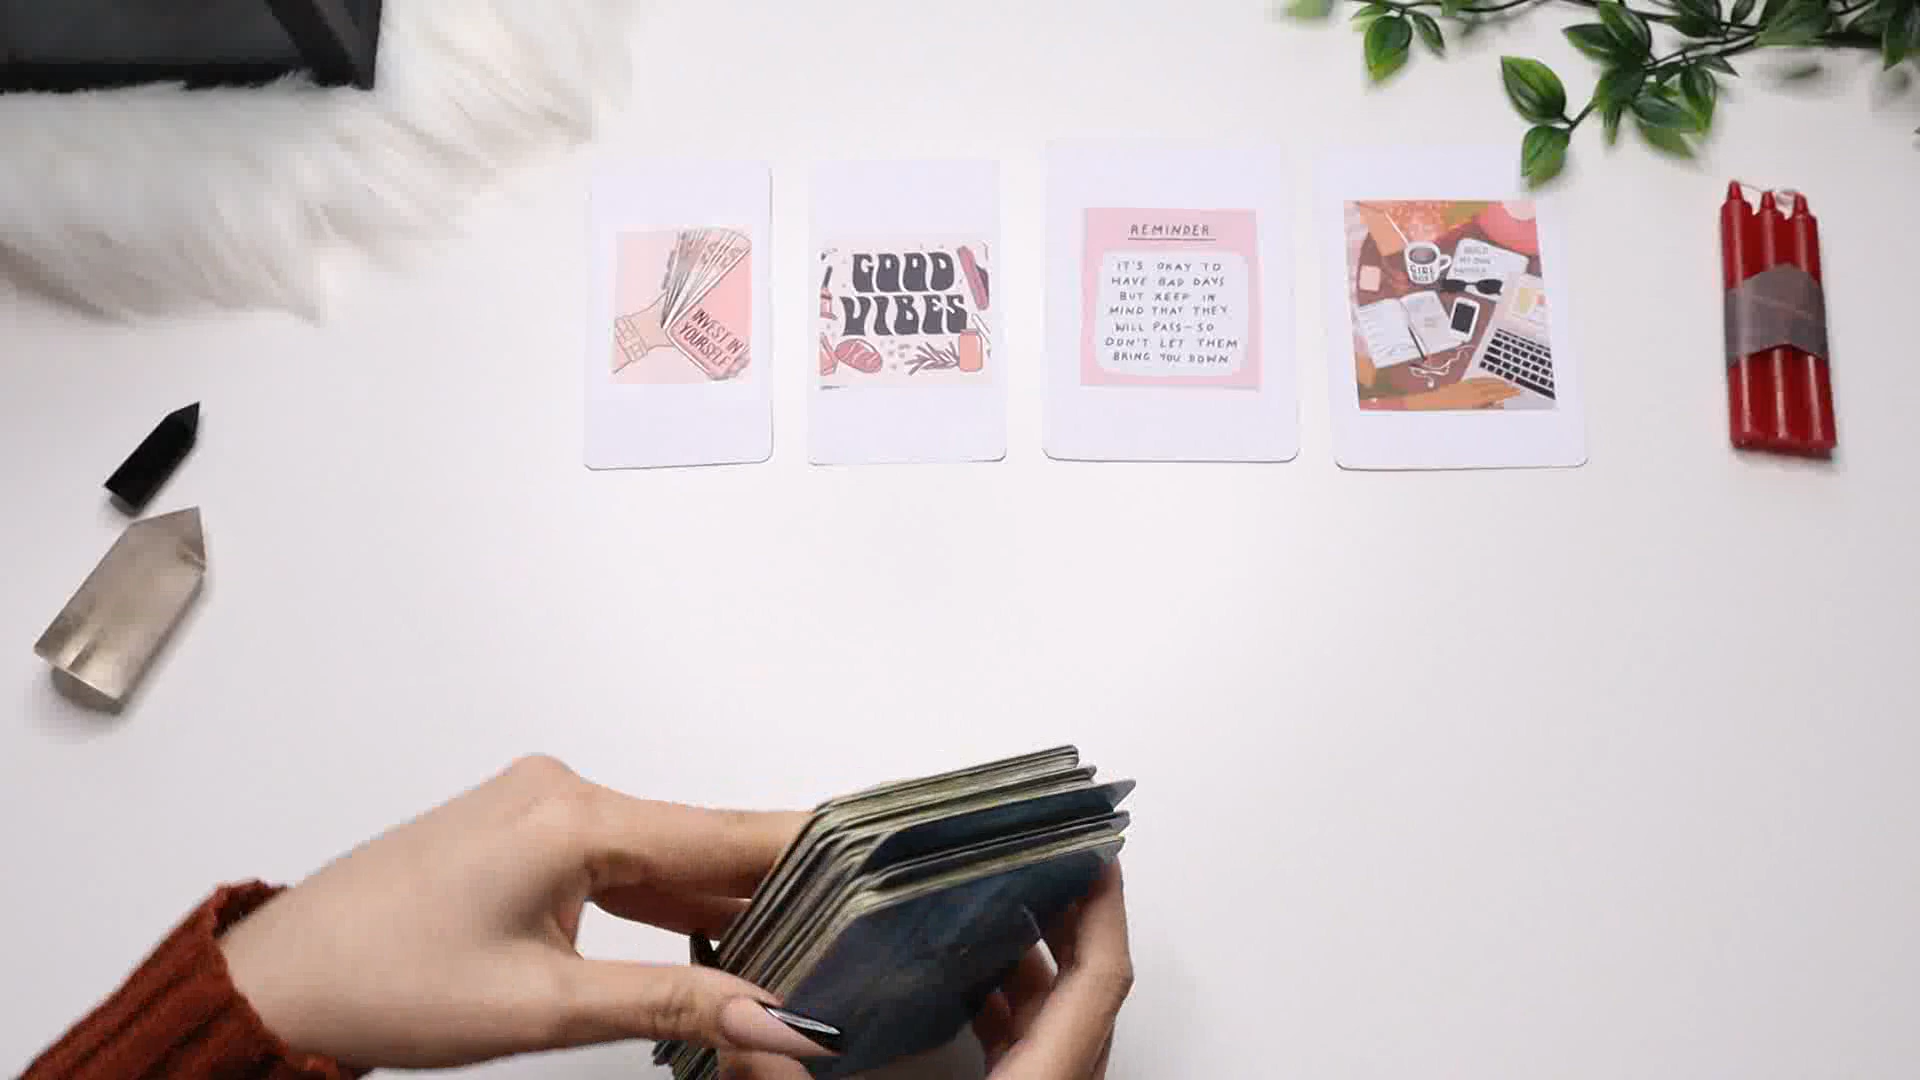 INVEST IN
YOURSELF
GOOD
VIBES
REMINDER
IT'S OKAY TO
HAVE BAD DAYS
BUT KEEP IN
MIND THAT THEY
WILL PASS-SO
DON'T LET THEM
BRING YOU DOWN
GIRL
BOSS
BUILD
MY OWN
EMPIRE